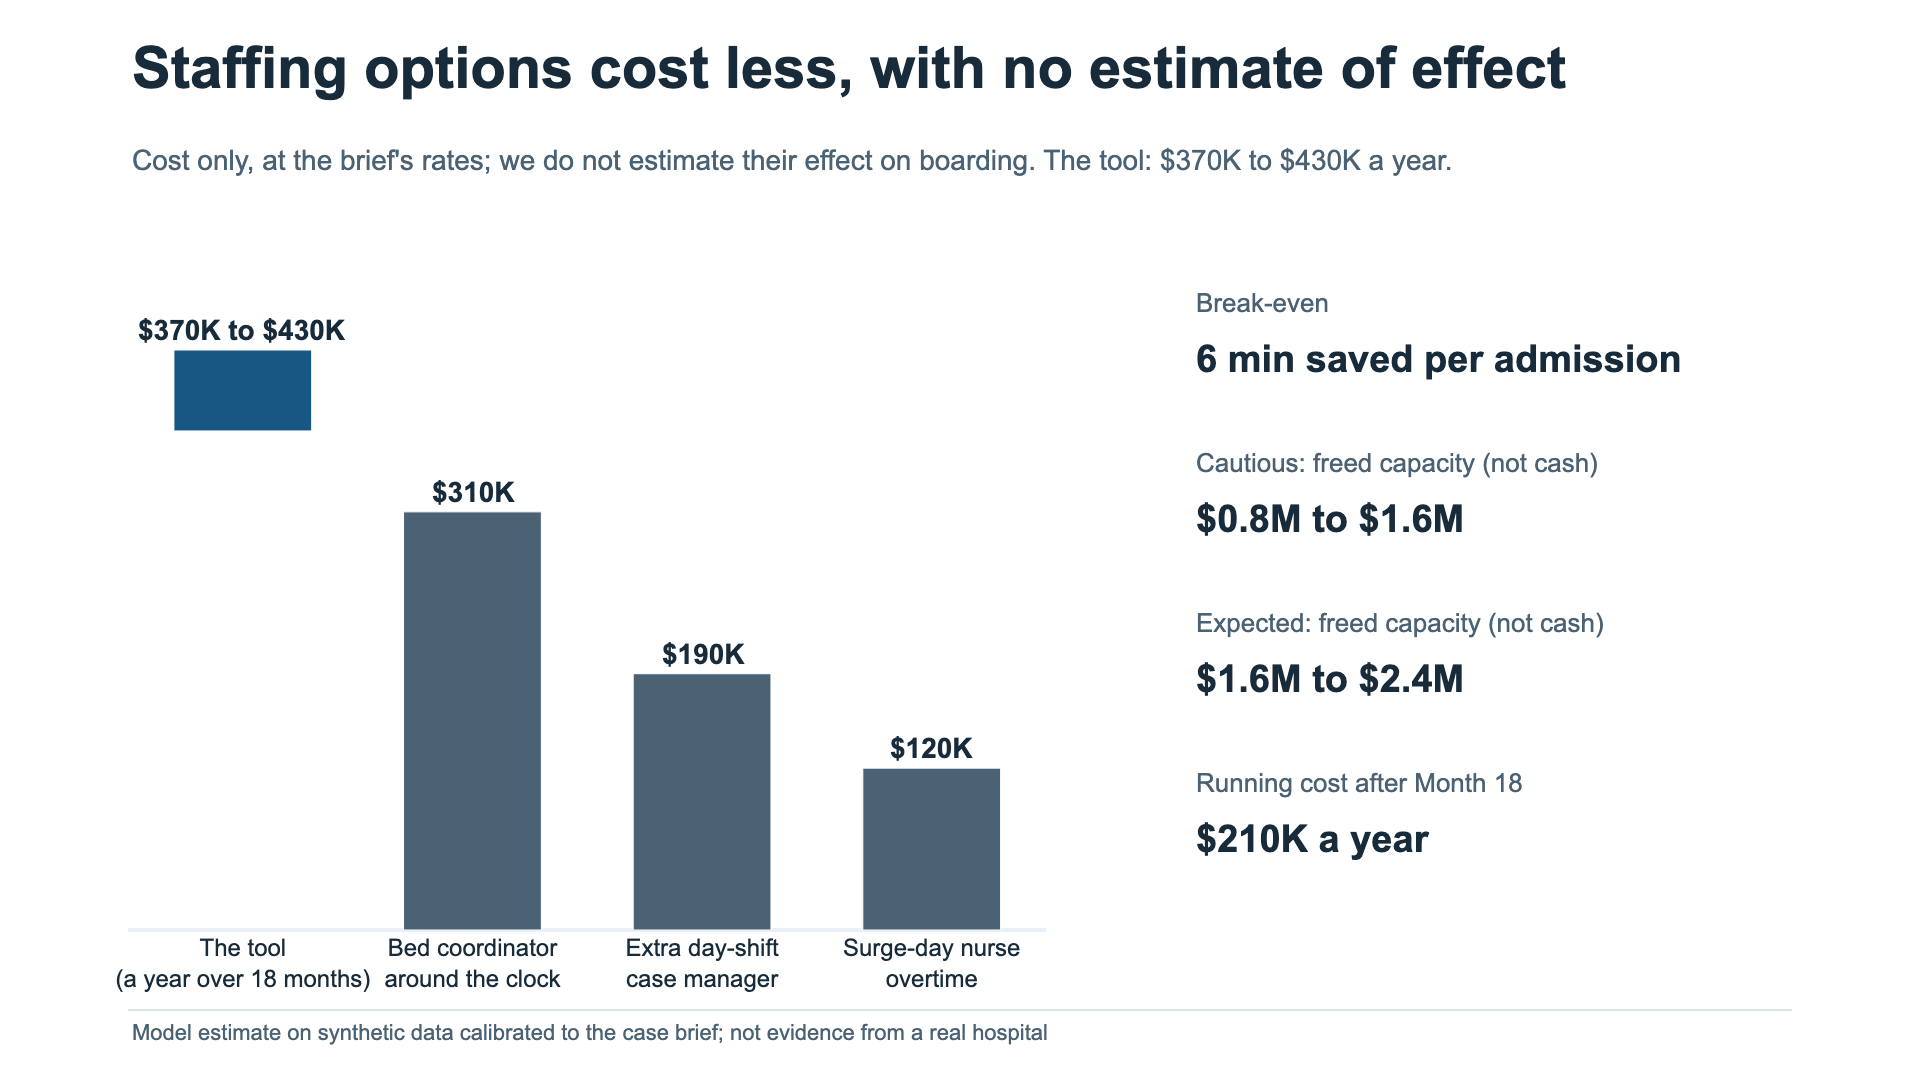 Staffing options cost less, with no estimate of effect
Cost only, at the brief's rates; we do not estimate their effect on boarding. The tool: $370K to $430K a year.
$370K to $430K
$310K
$190K
$120K
The tool
(a year over 18 months)
Bed coordinator
around the clock
Extra day-shift
case manager
Surge-day nurse
overtime
Break-even
6 min saved per admission
Cautious: freed capacity (not cash)
$0.8M to $1.6M
Expected: freed capacity (not cash)
$1.6M to $2.4M
Running cost after Month 18
$210K a year
Model estimate on synthetic data calibrated to the case brief; not evidence from a real hospital